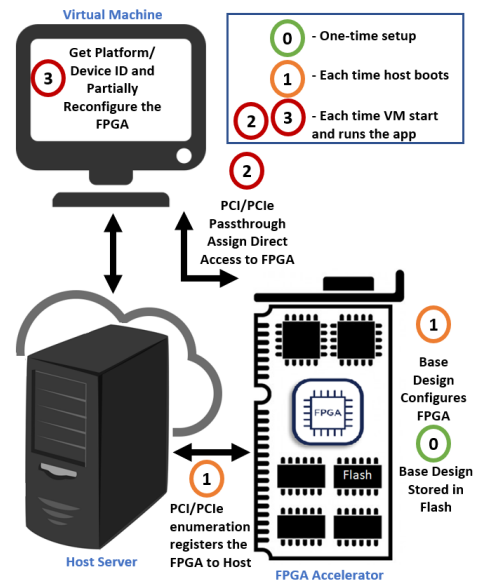 Virtual Machine
3
Get Platform/
Device ID and
Partially
Reconfigure the
FPGA
0 - One-time setup
1 - Each time host boots
2 3 - Each time VM start
and runs the app
2
PCI/PCIe
Passthrough
Assign Direct
Access to FPGA
1
Base
Design
Configures
FPGA
0
Base Design
Stored in
Flash
FPGA
Flash
1
PCI/PCIe
enumeration
registers the
FPGA to Host
Host Server
FPGA Accelerator